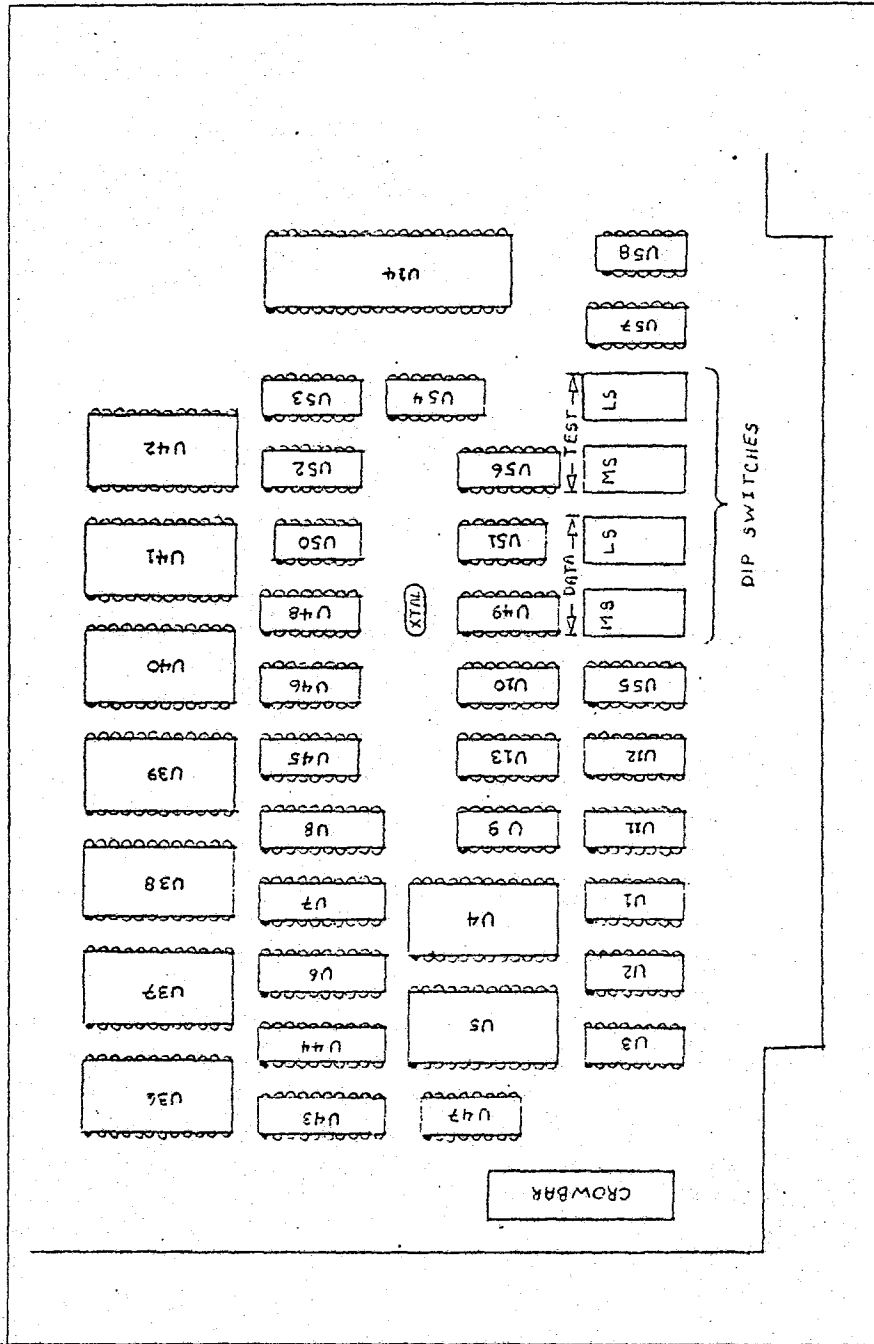 U58
U14
U57
U53
U54
LS
TEST
U42
U52
U56
MS
U41
U50
U51
LS
DATA
DIP SWITCHES
U48
XTAL
U49
MS
U40
U46
U10
U55
U39
U45
U13
U12
U8
U9
U11
U38
U7
U4
U1
U37
U6
U2
U44
U5
U3
U36
U43
U47
CROWBAR